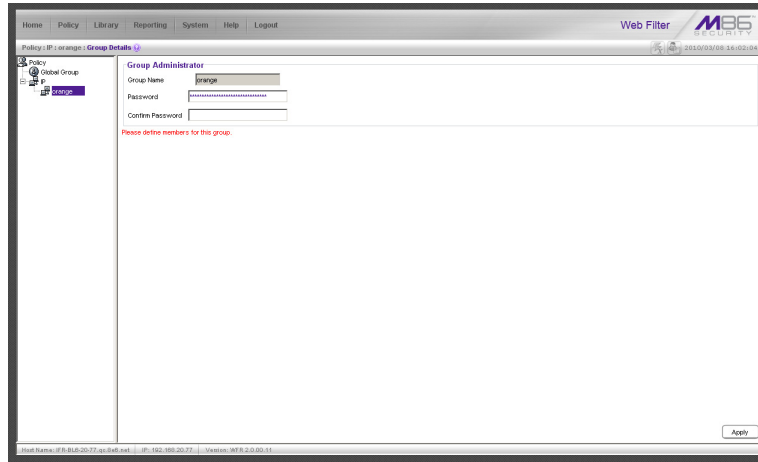 Home Policy Library Reporting System Help Logout
Web Filter
M86
SECURITY
Policy : IP : orange : Group Details
2010/03/08 16:02:04
Policy
Global Group
IP
orange
Group Administrator
Group Name orange
Password ********************************
Confirm Password
Please define members for this group.
Apply
IP: 192.168.20.77 Version: WFR 2.0.00.11